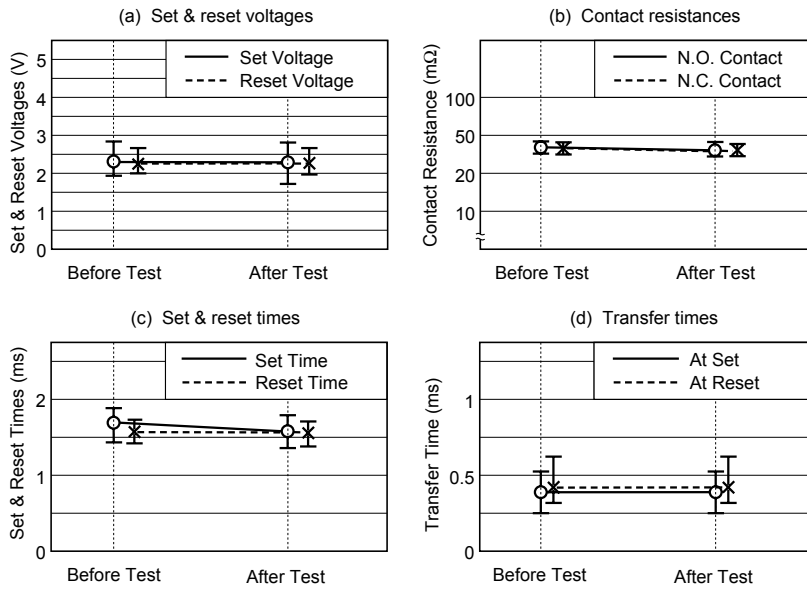 (a) Set & reset voltages
Set & Reset Voltages (V)
5
4
3
2
1
0
Set Voltage
Reset Voltage
Before Test
After Test
(b) Contact resistances
Contact Resistance (mΩ)
100
50
20
10
N.O. Contact
N.C. Contact
Before Test
After Test
(c) Set & reset times
Set & Reset Times (ms)
2
1
0
Set Time
Reset Time
Before Test
After Test
(d) Transfer times
Transfer Time (ms)
1
0.5
0
At Set
At Reset
Before Test
After Test